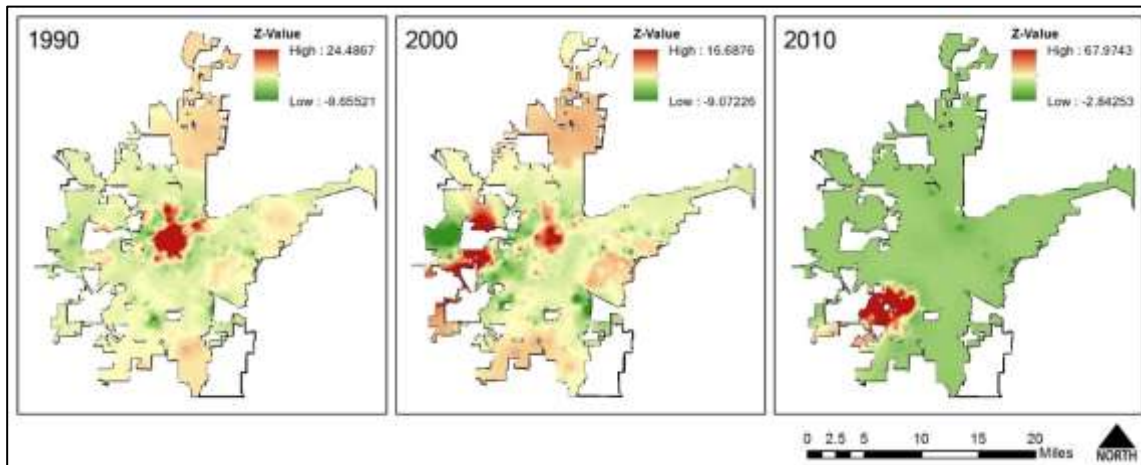 1990
Z-Value
High : 24.4867
Low : -9.65521
2000
Z-Value
High : 16.6876
Low : -9.07226
2010
Z-Value
High : 67.9743
Low : -2.84253
0 2.5 5 10 15 20
Miles
NORTH